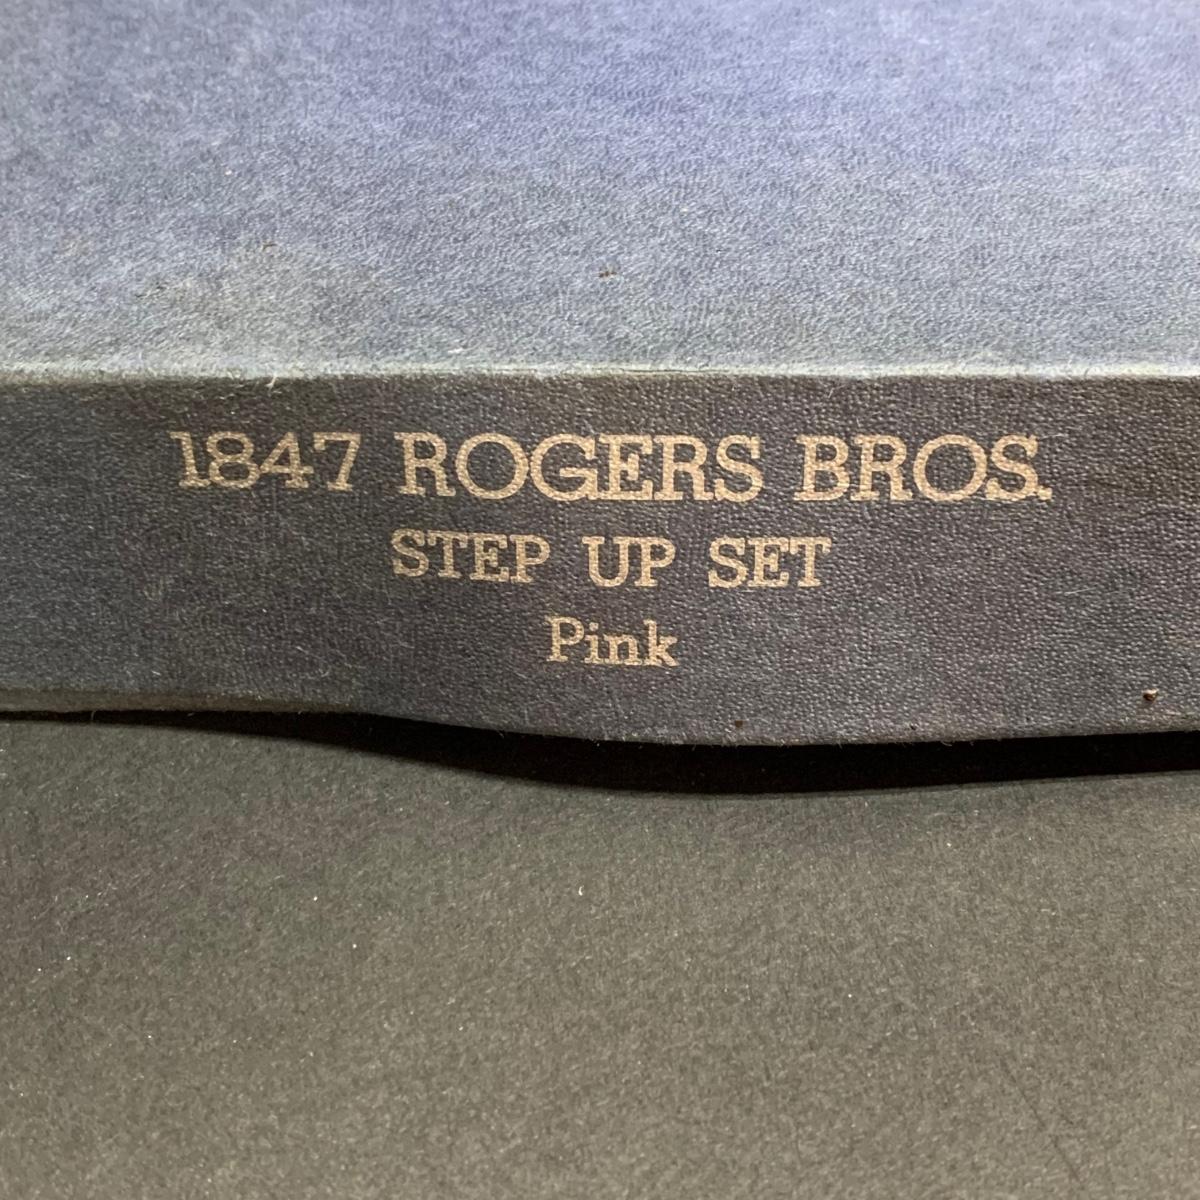 1847 ROGERS BROS.
STEP UP SET
Pink